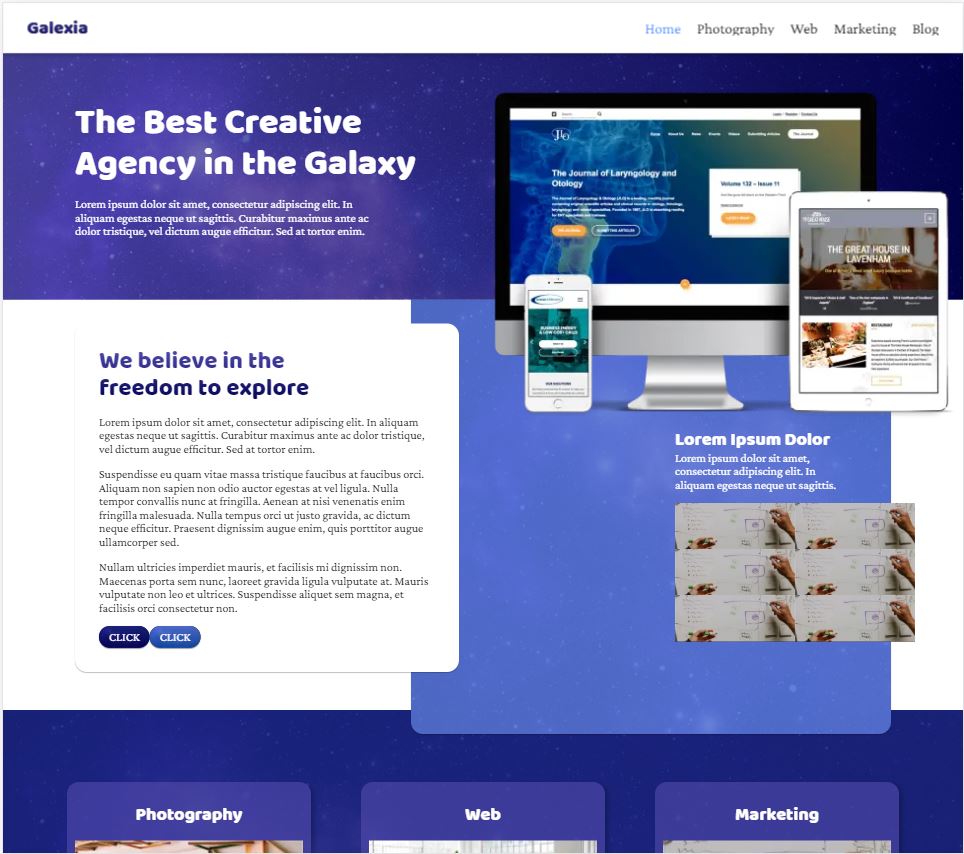 Galexia
Home Photography Web Marketing Blog
The Best Creative
Agency in the Galaxy
Lorem ipsum dolor sit amet, consectetur adipiscing elit. In
aliquam egestas neque ut sagittis. Curabitur maximus ante ac
dolor tristique, vel dictum augue efficitur. Sed at tortor enim.
The Journal of Laryngology and
Otology
Volume 132 – Issue 11
THE GREAT HOUSE IN
LAVENHAM
RESTAURANT
BUSINESS ENERGY
OUR SOLUTIONS
We believe in the
freedom to explore
Lorem ipsum dolor sit amet, consectetur adipiscing elit. In aliquam
egestas neque ut sagittis. Curabitur maximus ante ac dolor tristique,
vel dictum augue efficitur. Sed at tortor enim.
Suspendisse eu quam vitae massa tristique faucibus at faucibus orci.
Aliquam non sapien non odio auctor egestas at vel ligula. Nulla
tempor convallis nunc at fringilla. Aenean at nisi venenatis enim
fringilla malesuada. Nulla tempus orci ut justo gravida, ac dictum
neque efficitur. Praesent dignissim augue enim, quis porttitor augue
ullamcorper sed.
Nullam ultricies imperdiet mauris, et facilisis mi dignissim non.
Maecenas porta sem nunc, laoreet gravida ligula vulputate at. Mauris
vulputate non leo et ultrices. Suspendisse aliquet sem magna, et
facilisis orci consectetur non.
CLICK CLICK
Lorem Ipsum Dolor
Lorem ipsum dolor sit amet,
consectetur adipiscing elit. In
aliquam egestas neque ut sagittis.
Photography
Web
Marketing